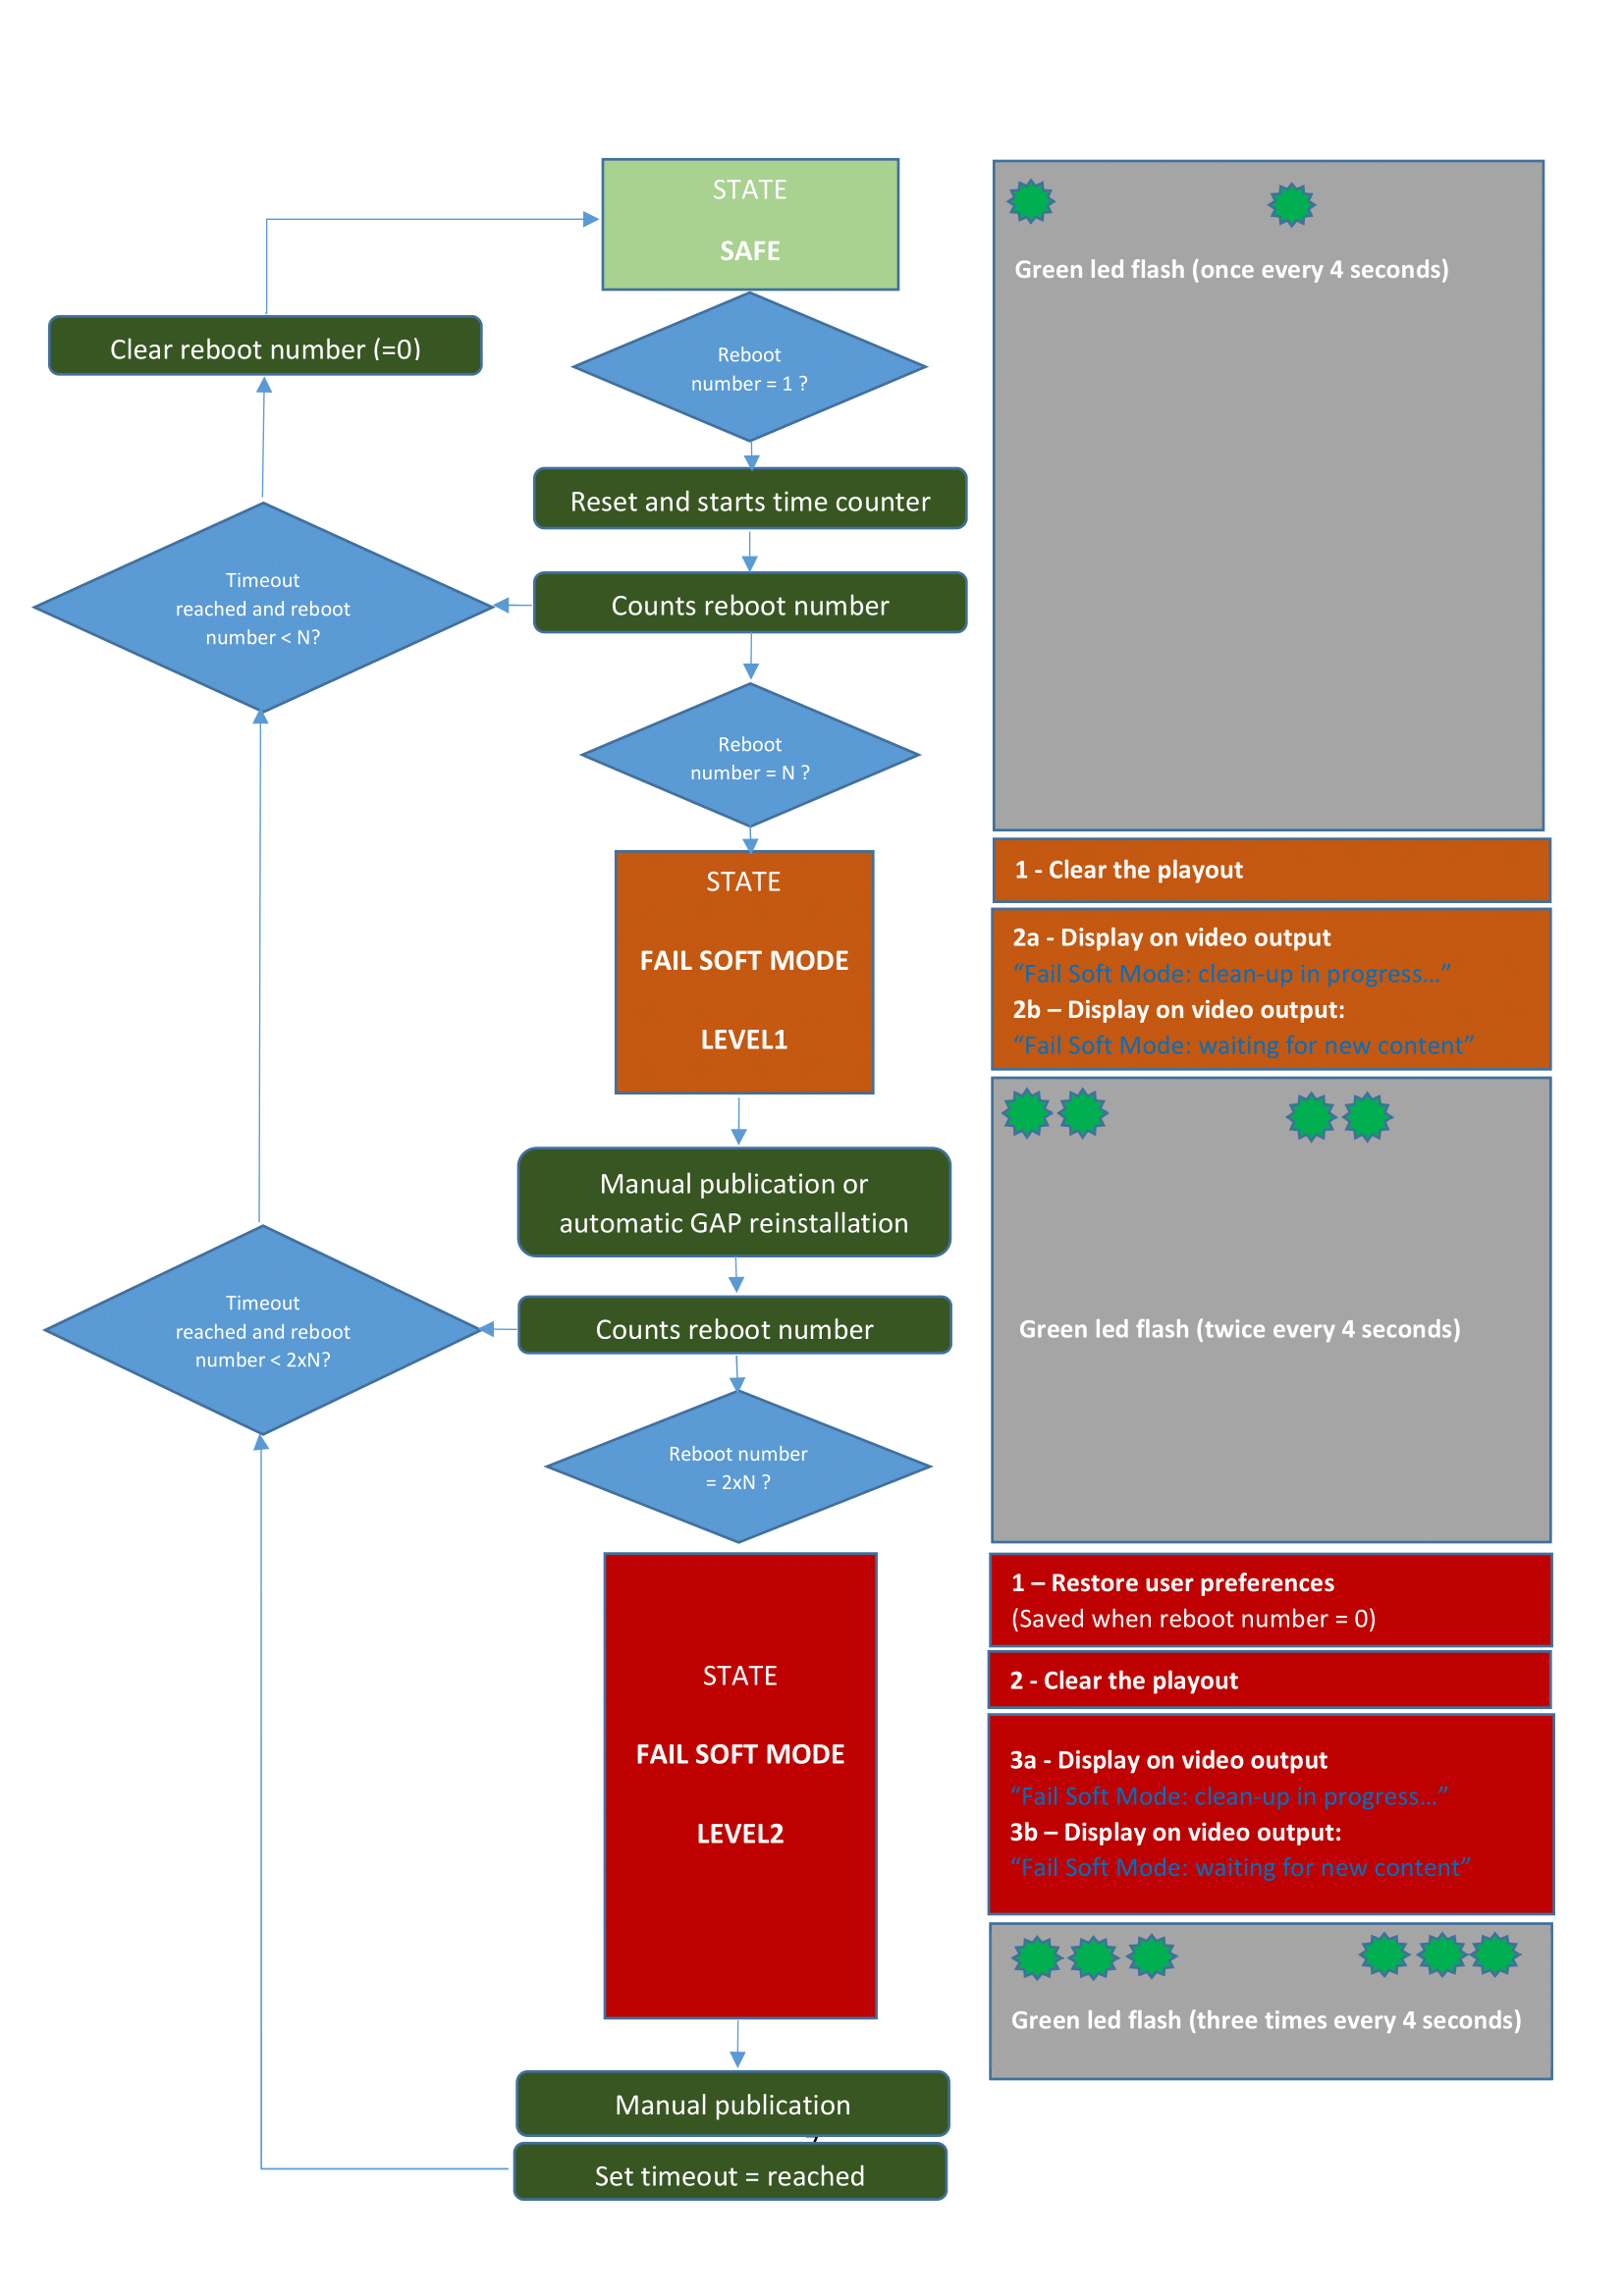 STATE
SAFE
Green led flash (once every 4 seconds)
Clear reboot number (=0)
Reboot
number = 1 ?
Reset and starts time counter
Timeout
reached and reboot
number < N?
Counts reboot number
Reboot
number = N ?
STATE
FAIL SOFT MODE
LEVEL1
1 - Clear the playout
2a - Display on video output
“Fail Soft Mode: clean-up in progress...”
2b – Display on video output:
“Fail Soft Mode: waiting for new content”
Manual publication or
automatic GAP reinstallation
Timeout
reached and reboot
number < 2xN?
Counts reboot number
Green led flash (twice every 4 seconds)
Reboot number
= 2xN ?
STATE
FAIL SOFT MODE
LEVEL2
1 – Restore user preferences
(Saved when reboot number = 0)
2 - Clear the playout
3a - Display on video output
“Fail Soft Mode: clean-up in progress...”
3b – Display on video output:
“Fail Soft Mode: waiting for new content”
Green led flash (three times every 4 seconds)
Manual publication
Set timeout = reached